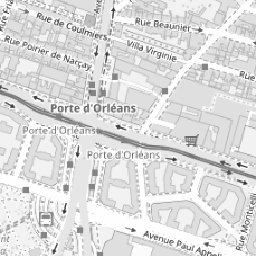 Rue de Coulmiers
Rue Beaunier
Villa Virginie
Rue Poirier de Narçay
Porte d'Orléans
Porte d'Orléans
Porte d'Orléans
Avenue Paul Appell
Rue Monticelli